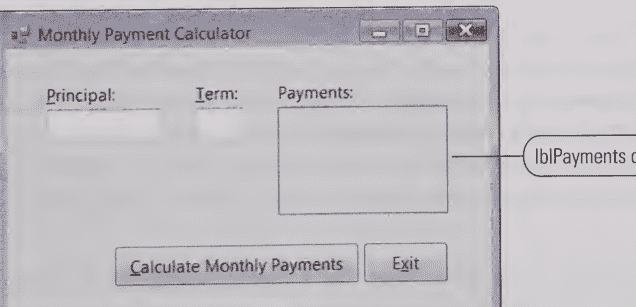 Monthly Payment Calculator
Principal:
Term:
Payments:
lblPayments
Calculate Monthly Payments
Exit